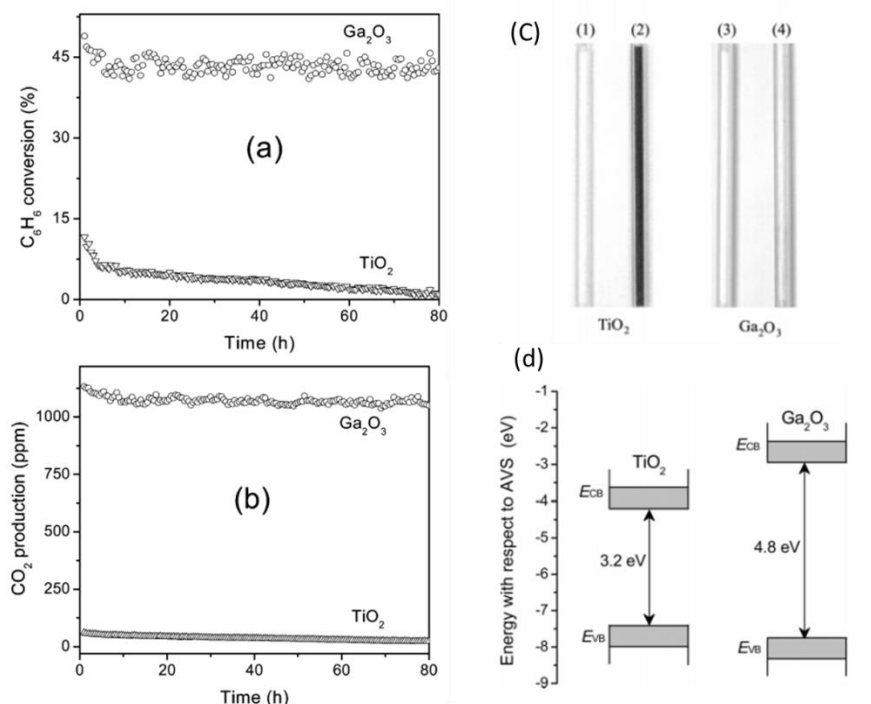 Ga₂O₃
45
30
15
0
C₆H₆ conversion (%)
(a)
TiO₂
0 20 40 60 80
Time (h)
1000
750
500
250
0
CO₂ production (ppm)
Ga₂O₃
(b)
TiO₂
0 20 40 60 80
Time (h)
(C)
(1) (2) (3) (4)
TiO₂ Ga₂O₃
(d)
Energy with respect to AVS (eV)
-1
-2
-3
-4
-5
-6
-7
-8
-9
TiO₂
ECB
3.2 eV
EVB
Ga₂O₃
ECB
4.8 eV
EVB